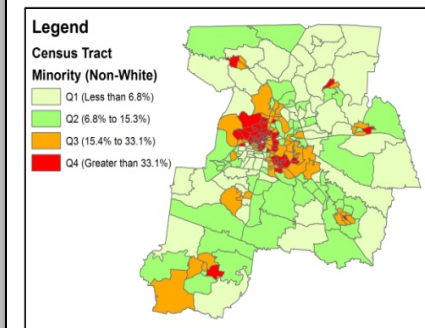 Legend
Census Tract
Minority (Non-White)
Q1 (Less than 6.8%)
Q2 (6.8% to 15.3%)
Q3 (15.4% to 33.1%)
Q4 (Greater than 33.1%)